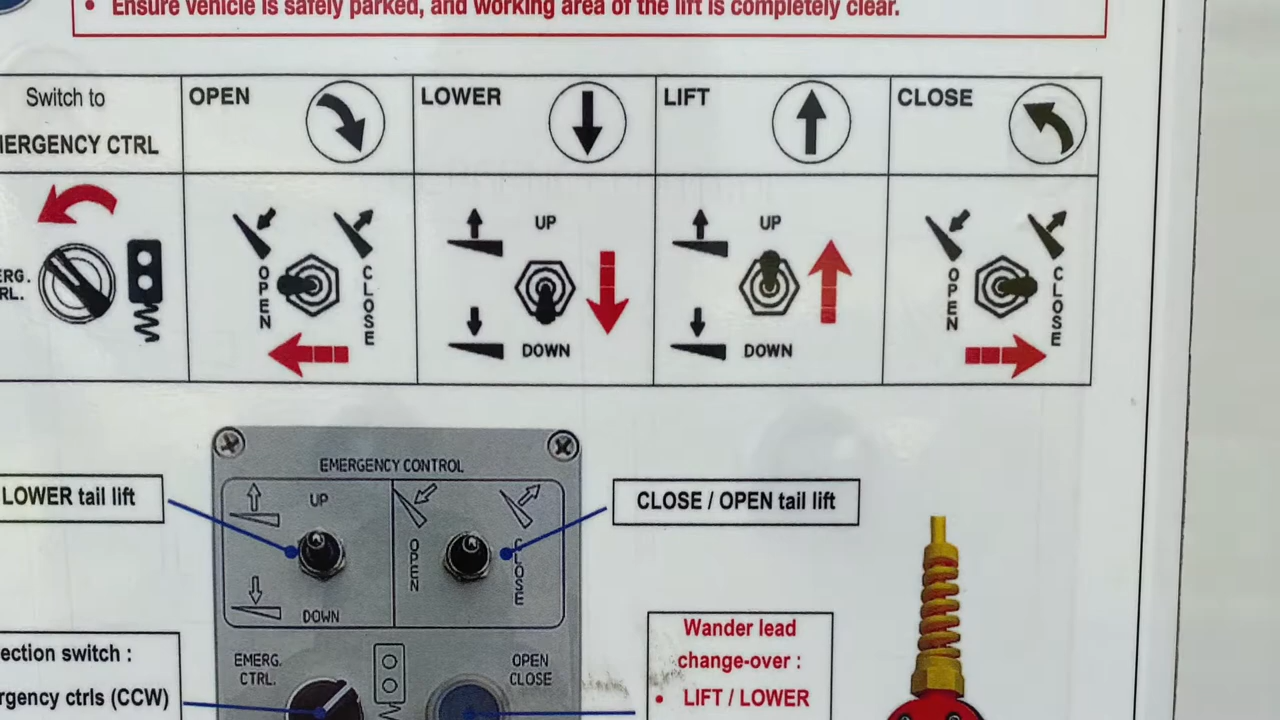 • Ensure vehicle is safely parked, and working area of the lift is completely clear.
Switch to
MERGENCY CTRL
OPEN
LOWER
LIFT
CLOSE
ERG.
RL.
OPEN
CLOSE
UP
DOWN
UP
DOWN
OPEN
CLOSE
EMERGENCY CONTROL
UP
DOWN
OPEN
CLOSE
LOWER tail lift
CLOSE / OPEN tail lift
ection switch :
rgency ctrls (CCW)
EMERG.
CTRL.
OPEN
CLOSE
Wander lead
change-over :
• LIFT / LOWER